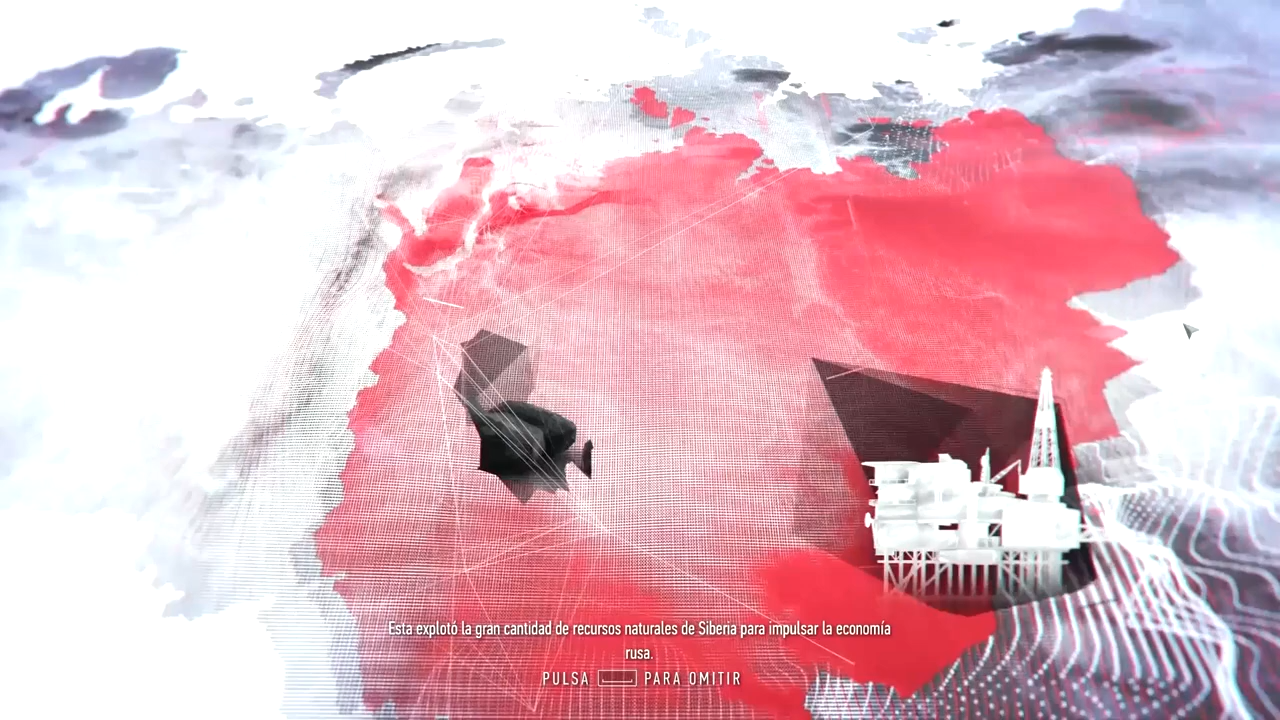 Esta explotó la gran cantidad de recursos naturales de Siberia para impulsar la economía
rusa.
PULSA PARA OMITIR